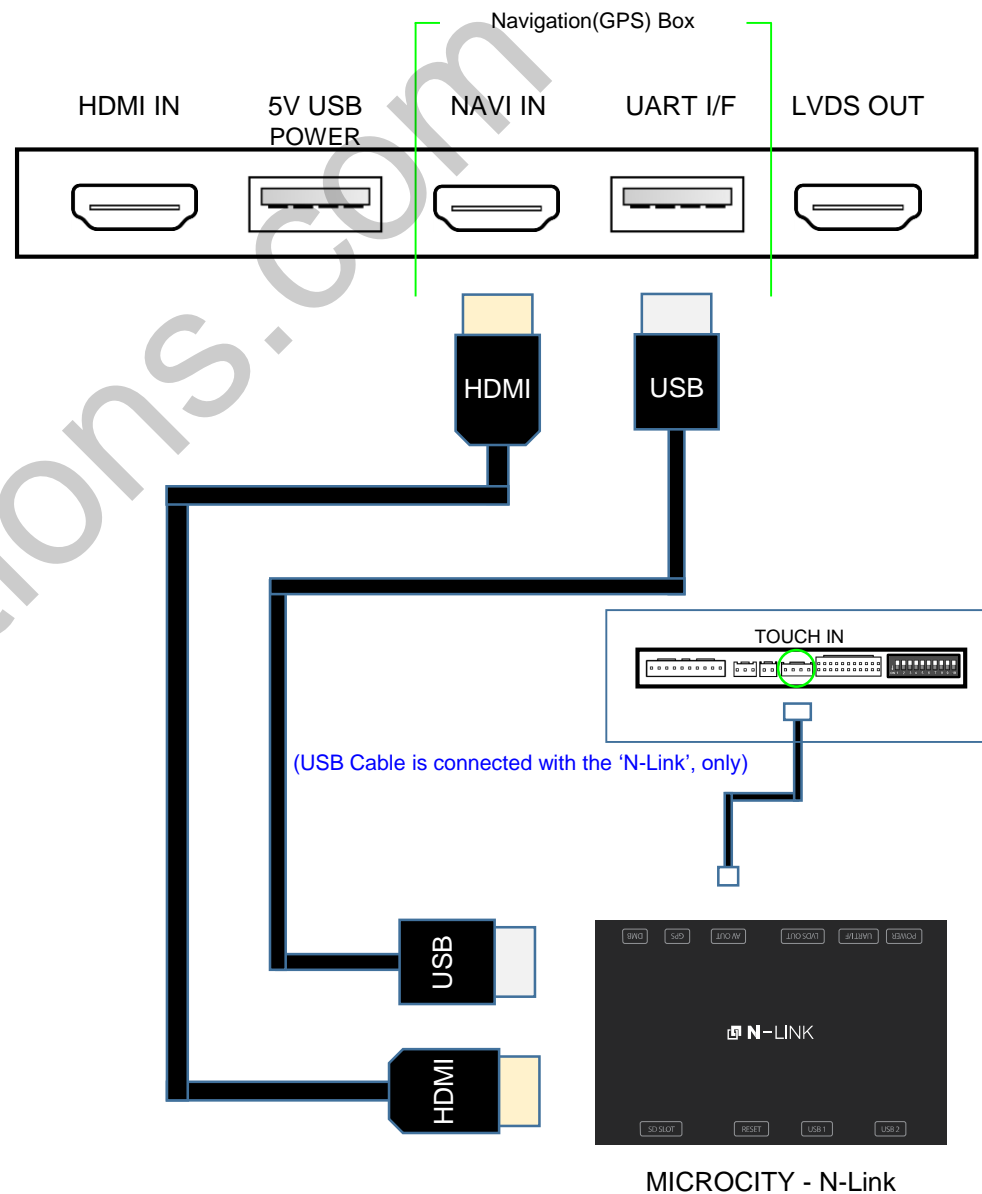 Navigation(GPS) Box
HDMI IN
5V USB
POWER
NAVI IN
UART I/F
LVDS OUT
HDMI
USB
TOUCH IN
(USB Cable is connected with the ‘N-Link’, only)
USB
HDMI
DMB
GPS
AV OUT
LVDS OUT
UART I/F
POWER
N-LINK
SD SLOT
RESET
USB 1
USB 2
MICROCITY - N-Link